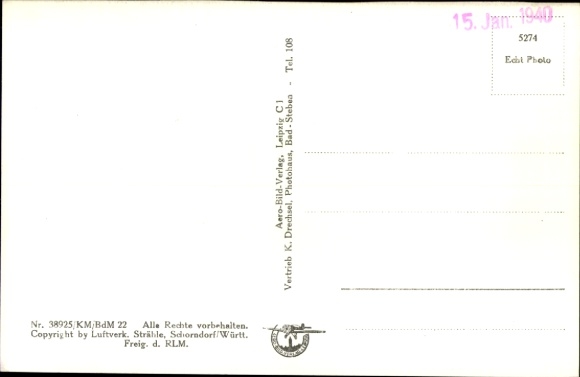 15. Jan. 1940
5274
Echt Photo
Aero-Bild-Verlag, Leipzig C 1
Vertrieb K. Drechsel, Photohaus, Bad-Steben - Tel. 108
Nr. 38925/KM/BdM 22 Alle Rechte vorbehalten.
Copyright by Luftverk. Strähle, Schorndorf/Württ.
Freig. d. RLM.